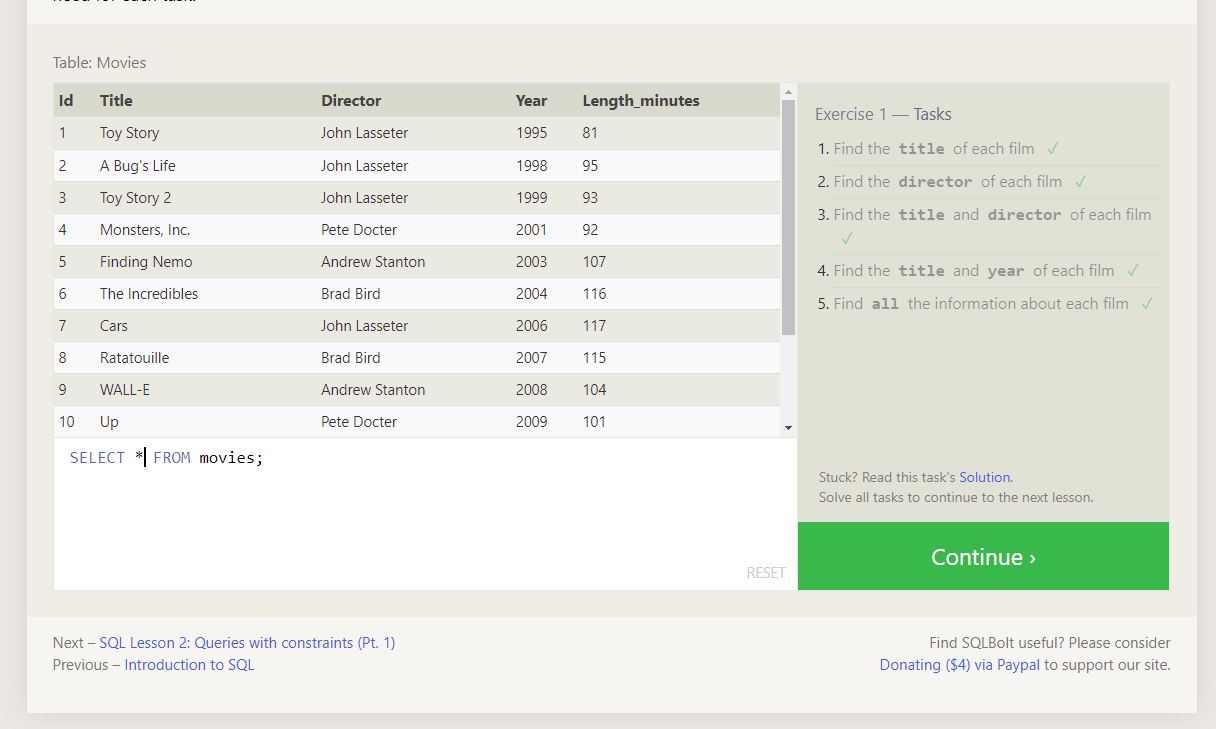 need for each task.
Table: Movies
Id Title Director Year Length_minutes
1 Toy Story John Lasseter 1995 81
2 A Bug's Life John Lasseter 1998 95
3 Toy Story 2 John Lasseter 1999 93
4 Monsters, Inc. Pete Docter 2001 92
5 Finding Nemo Andrew Stanton 2003 107
6 The Incredibles Brad Bird 2004 116
7 Cars John Lasseter 2006 117
8 Ratatouille Brad Bird 2007 115
9 WALL-E Andrew Stanton 2008 104
10 Up Pete Docter 2009 101
SELECT * FROM movies;
RESET
Exercise 1 — Tasks
1. Find the title of each film ✓
2. Find the director of each film ✓
3. Find the title and director of each film
✓
4. Find the title and year of each film ✓
5. Find all the information about each film ✓
Stuck? Read this task's Solution.
Solve all tasks to continue to the next lesson.
Continue ›
Next – SQL Lesson 2: Queries with constraints (Pt. 1)
Previous – Introduction to SQL
Find SQLBolt useful? Please consider
Donating ($4) via Paypal to support our site.